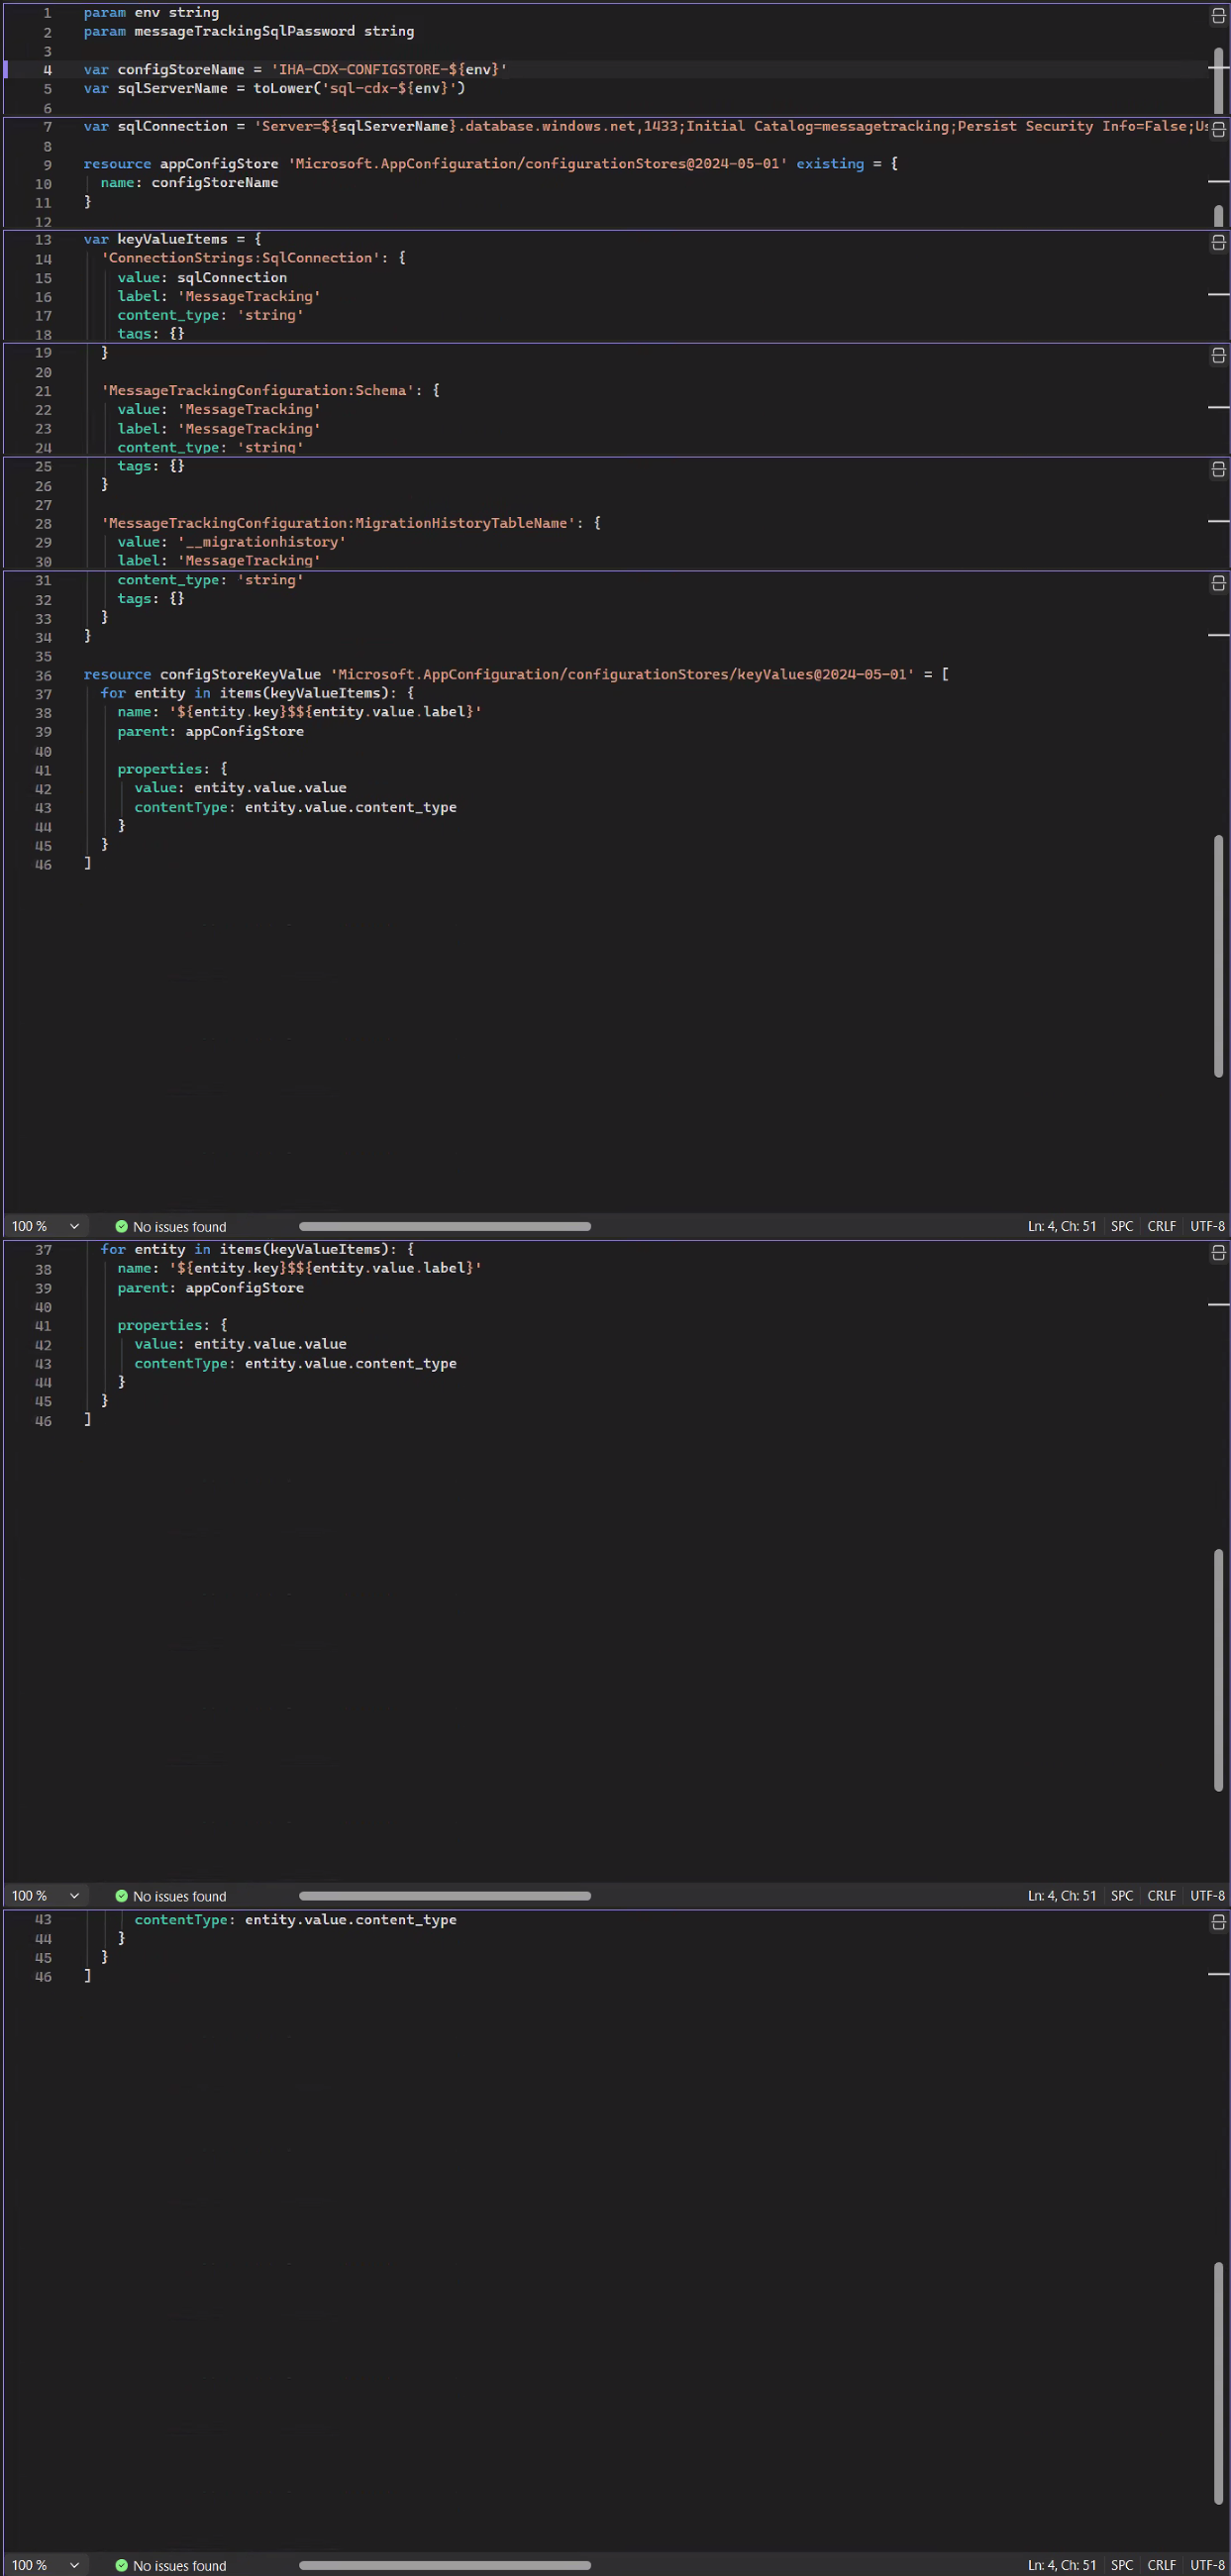 1 param env string
2 param messageTrackingSqlPassword string
3
4 var configStoreName = 'IHA-CDX-CONFIGSTORE-${env}'
5 var sqlServerName = toLower('sql-cdx-${env}')
6
7 var sqlConnection = 'Server=${sqlServerName}.database.windows.net,1433;Initial Catalog=messagetracking;Persist Security Info=False;Us
8
9 resource appConfigStore 'Microsoft.AppConfiguration/configurationStores@2024-05-01' existing = {
10 name: configStoreName
11 }
12
13 var keyValueItems = {
14 'ConnectionStrings:SqlConnection': {
15 value: sqlConnection
16 label: 'MessageTracking'
17 content_type: 'string'
18 tags: {}
19 }
20
21 'MessageTrackingConfiguration:Schema': {
22 value: 'MessageTracking'
23 label: 'MessageTracking'
24 content_type: 'string'
25 tags: {}
26 }
27
28 'MessageTrackingConfiguration:MigrationHistoryTableName': {
29 value: '__migrationhistory'
30 label: 'MessageTracking'
31 content_type: 'string'
32 tags: {}
33 }
34 }
35
36 resource configStoreKeyValue 'Microsoft.AppConfiguration/configurationStores/keyValues@2024-05-01' = [
37 for entity in items(keyValueItems): {
38 name: '${entity.key}$${entity.value.label}'
39 parent: appConfigStore
40
41 properties: {
42 value: entity.value.value
43 contentType: entity.value.content_type
44 }
45 }
46 ]
100 % No issues found Ln: 4, Ch: 51 SPC CRLF UTF-8
37 for entity in items(keyValueItems): {
38 name: '${entity.key}$${entity.value.label}'
39 parent: appConfigStore
40
41 properties: {
42 value: entity.value.value
43 contentType: entity.value.content_type
44 }
45 }
46 ]
100 % No issues found Ln: 4, Ch: 51 SPC CRLF UTF-8
43 contentType: entity.value.content_type
44 }
45 }
46 ]
100 % No issues found Ln: 4, Ch: 51 SPC CRLF UTF-8